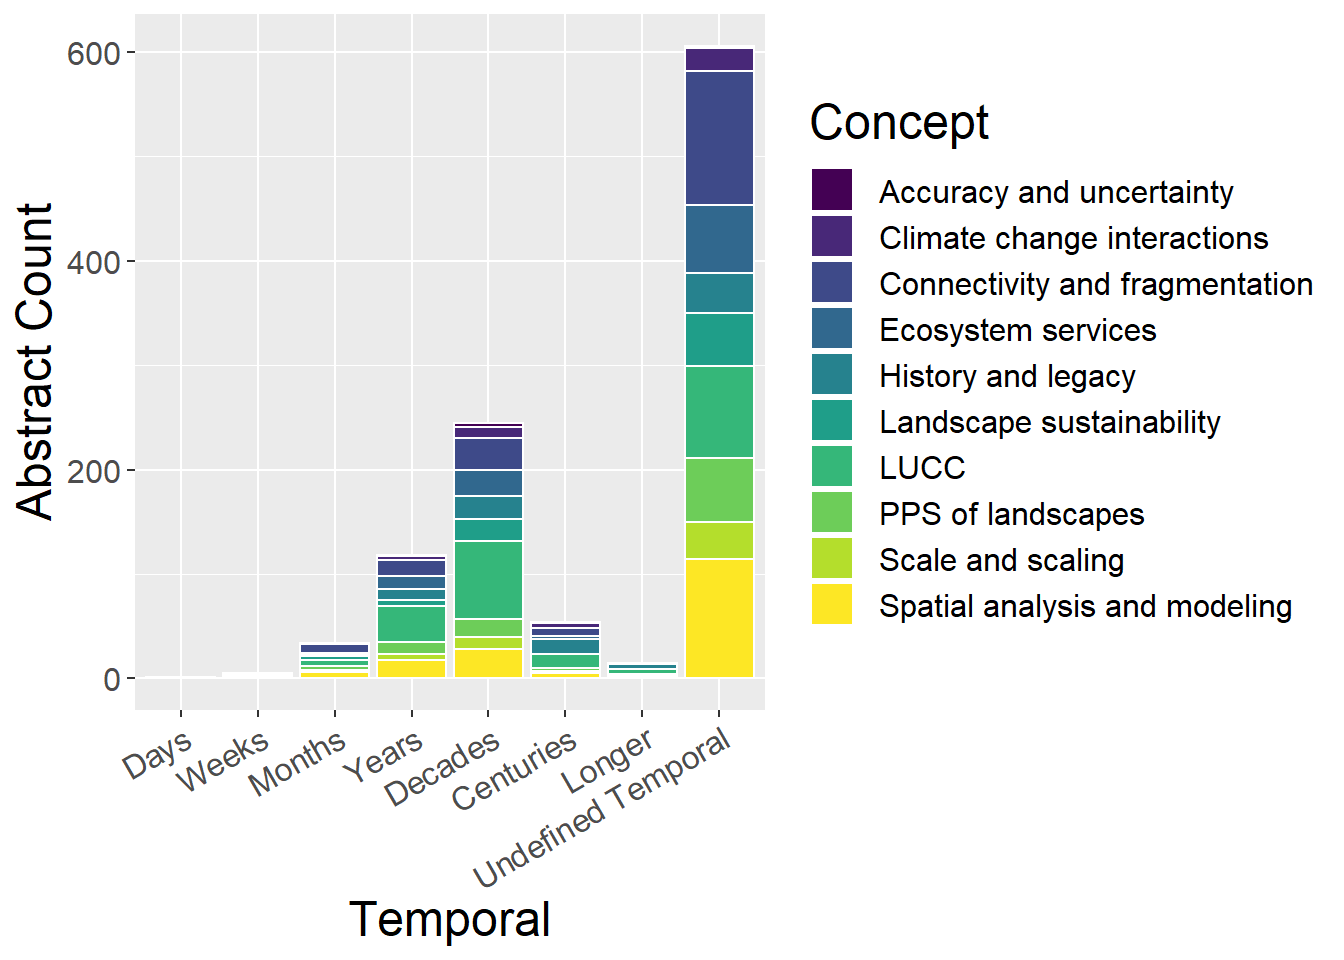 Abstract Count
600
400
200
0
Days
Weeks
Months
Years
Decades
Centuries
Longer
Undefined Temporal
Temporal
Concept
Accuracy and uncertainty
Climate change interactions
Connectivity and fragmentation
Ecosystem services
History and legacy
Landscape sustainability
LUCC
PPS of landscapes
Scale and scaling
Spatial analysis and modeling